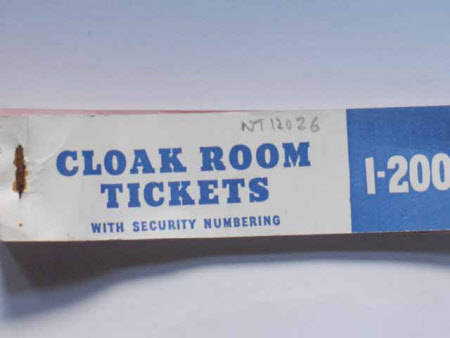 NT 12026
CLOAK ROOM
TICKETS
WITH SECURITY NUMBERING
1-200